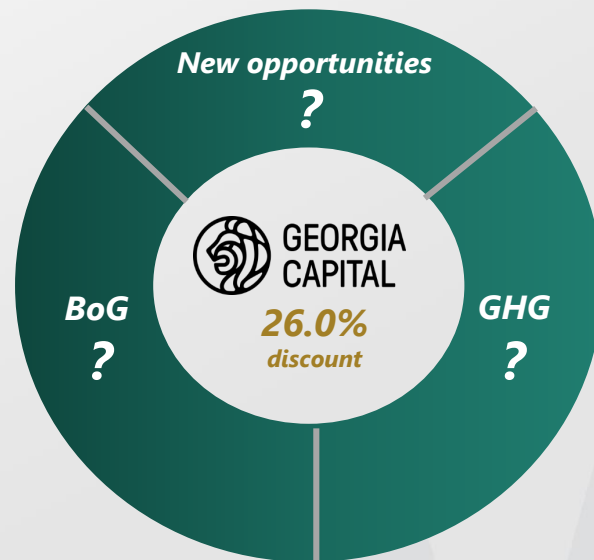 New opportunities
?
GEORGIA
CAPITAL
26.0%
discount
BoG
?
GHG
?